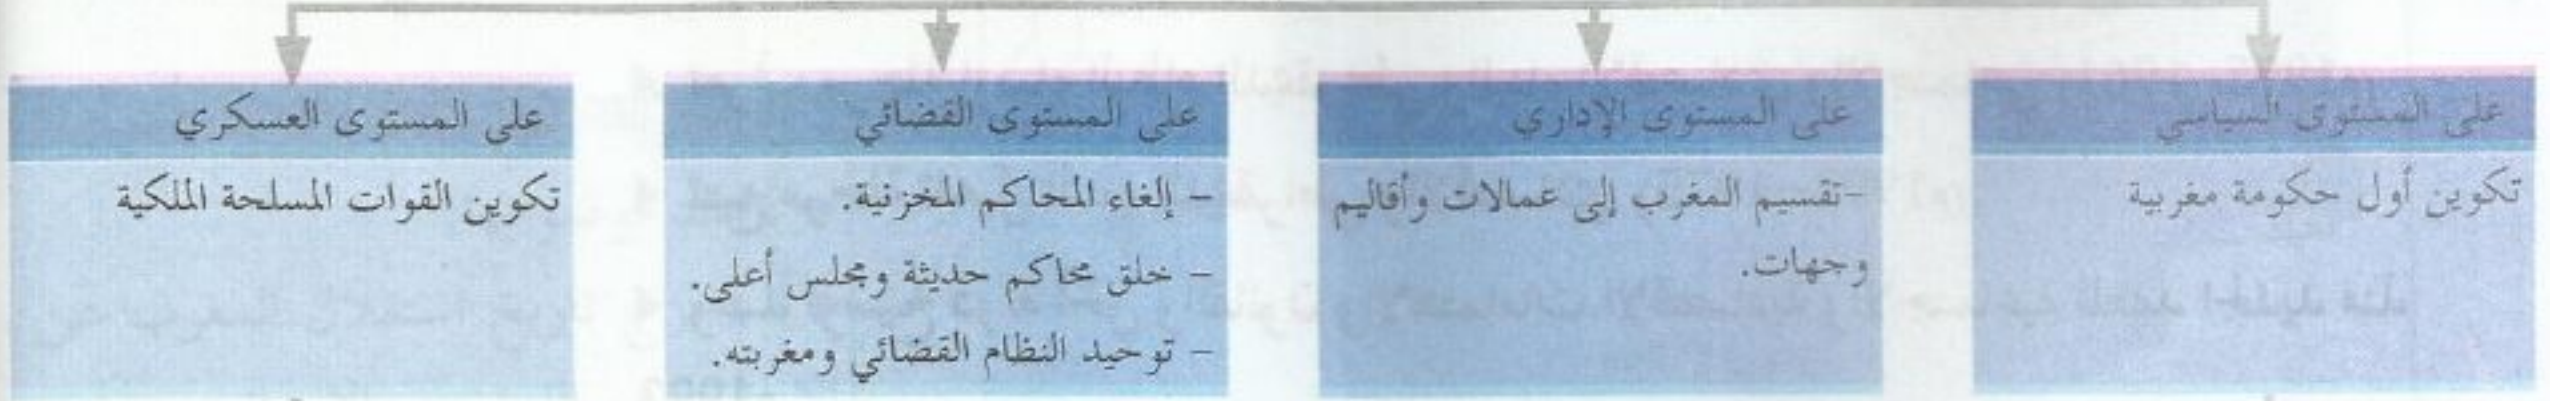 على المستوى السياسي
تكوين أول حكومة مغربية
على المستوى الإداري
-تقسيم المغرب إلى عمالات وأقاليم
وجهات.
على المستوى القضائي
- إلغاء المحاكم المخزنية.
- خلق محاكم حديثة ومجلس أعلى.
- توحيد النظام القضائي ومغربته.
على المستوى العسكري
تكوين القوات المسلحة الملكية